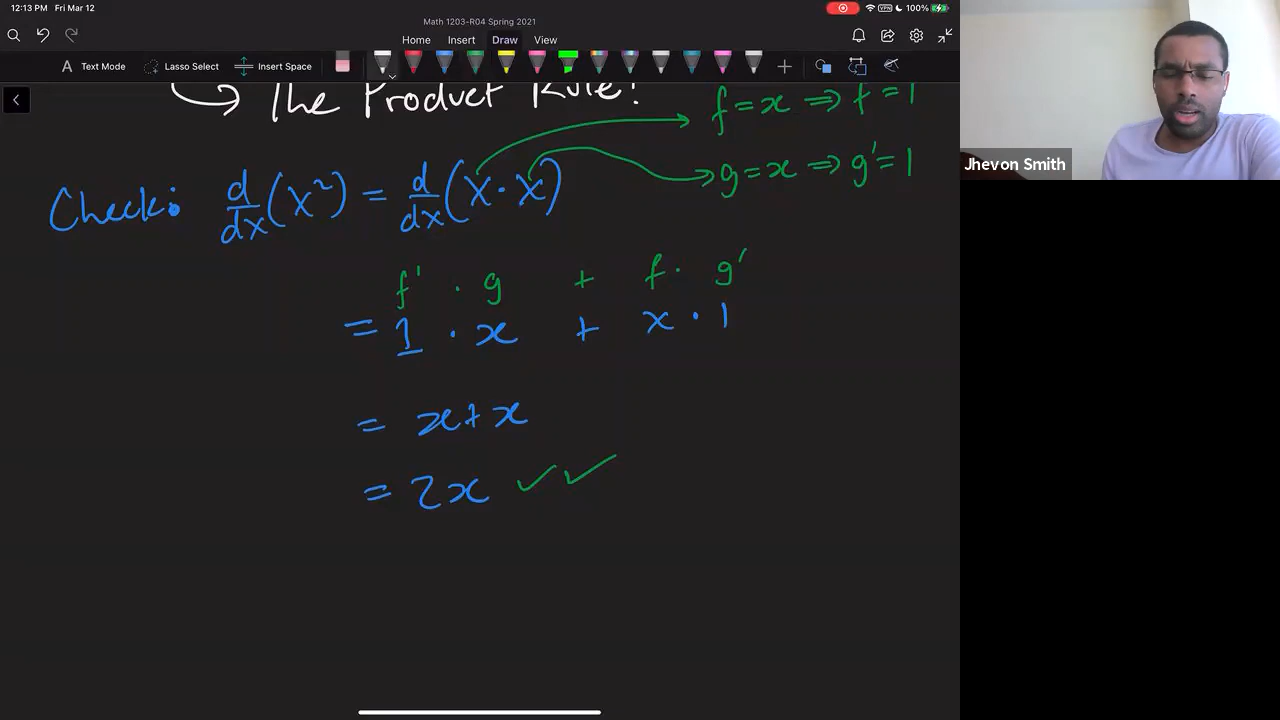 12:13 PM Fri Mar 12
100%
Math 1203-R04 Spring 2021
Home Insert Draw View
Text Mode Lasso Select Insert Space
VPN
The Product Rule!
f = x ⇒ f' = 1
g = x ⇒ g' = 1
Check: d/dx (x²) = d/dx (x · x)
f' · g + f · g'
= 1 · x + x · 1
= x + x
= 2x ✓✓
Jhevon Smith